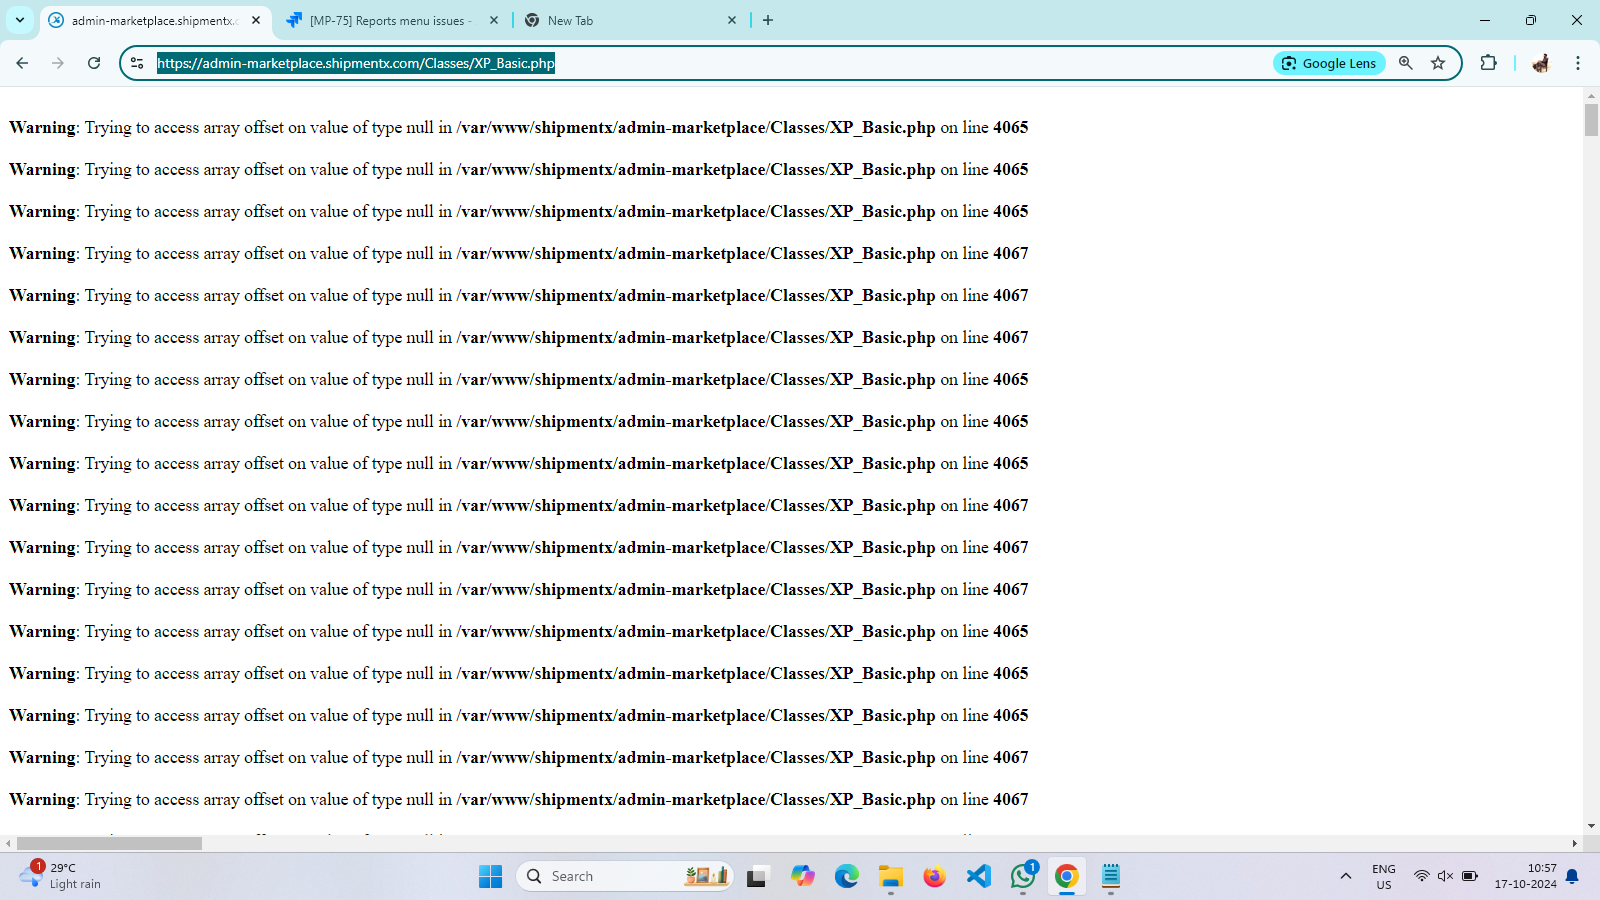 admin-marketplace.shipmentx.c
[MP-75] Reports menu issues -
New Tab
https://admin-marketplace.shipmentx.com/Classes/XP_Basic.php
Google Lens
Warning: Trying to access array offset on value of type null in /var/www/shipmentx/admin-marketplace/Classes/XP_Basic.php on line 4065
Warning: Trying to access array offset on value of type null in /var/www/shipmentx/admin-marketplace/Classes/XP_Basic.php on line 4065
Warning: Trying to access array offset on value of type null in /var/www/shipmentx/admin-marketplace/Classes/XP_Basic.php on line 4065
Warning: Trying to access array offset on value of type null in /var/www/shipmentx/admin-marketplace/Classes/XP_Basic.php on line 4067
Warning: Trying to access array offset on value of type null in /var/www/shipmentx/admin-marketplace/Classes/XP_Basic.php on line 4067
Warning: Trying to access array offset on value of type null in /var/www/shipmentx/admin-marketplace/Classes/XP_Basic.php on line 4067
Warning: Trying to access array offset on value of type null in /var/www/shipmentx/admin-marketplace/Classes/XP_Basic.php on line 4065
Warning: Trying to access array offset on value of type null in /var/www/shipmentx/admin-marketplace/Classes/XP_Basic.php on line 4065
Warning: Trying to access array offset on value of type null in /var/www/shipmentx/admin-marketplace/Classes/XP_Basic.php on line 4065
Warning: Trying to access array offset on value of type null in /var/www/shipmentx/admin-marketplace/Classes/XP_Basic.php on line 4067
Warning: Trying to access array offset on value of type null in /var/www/shipmentx/admin-marketplace/Classes/XP_Basic.php on line 4067
Warning: Trying to access array offset on value of type null in /var/www/shipmentx/admin-marketplace/Classes/XP_Basic.php on line 4067
Warning: Trying to access array offset on value of type null in /var/www/shipmentx/admin-marketplace/Classes/XP_Basic.php on line 4065
Warning: Trying to access array offset on value of type null in /var/www/shipmentx/admin-marketplace/Classes/XP_Basic.php on line 4065
Warning: Trying to access array offset on value of type null in /var/www/shipmentx/admin-marketplace/Classes/XP_Basic.php on line 4065
Warning: Trying to access array offset on value of type null in /var/www/shipmentx/admin-marketplace/Classes/XP_Basic.php on line 4067
Warning: Trying to access array offset on value of type null in /var/www/shipmentx/admin-marketplace/Classes/XP_Basic.php on line 4067
1
29°C
Light rain
Search
1
ENG
US
10:57
17-10-2024